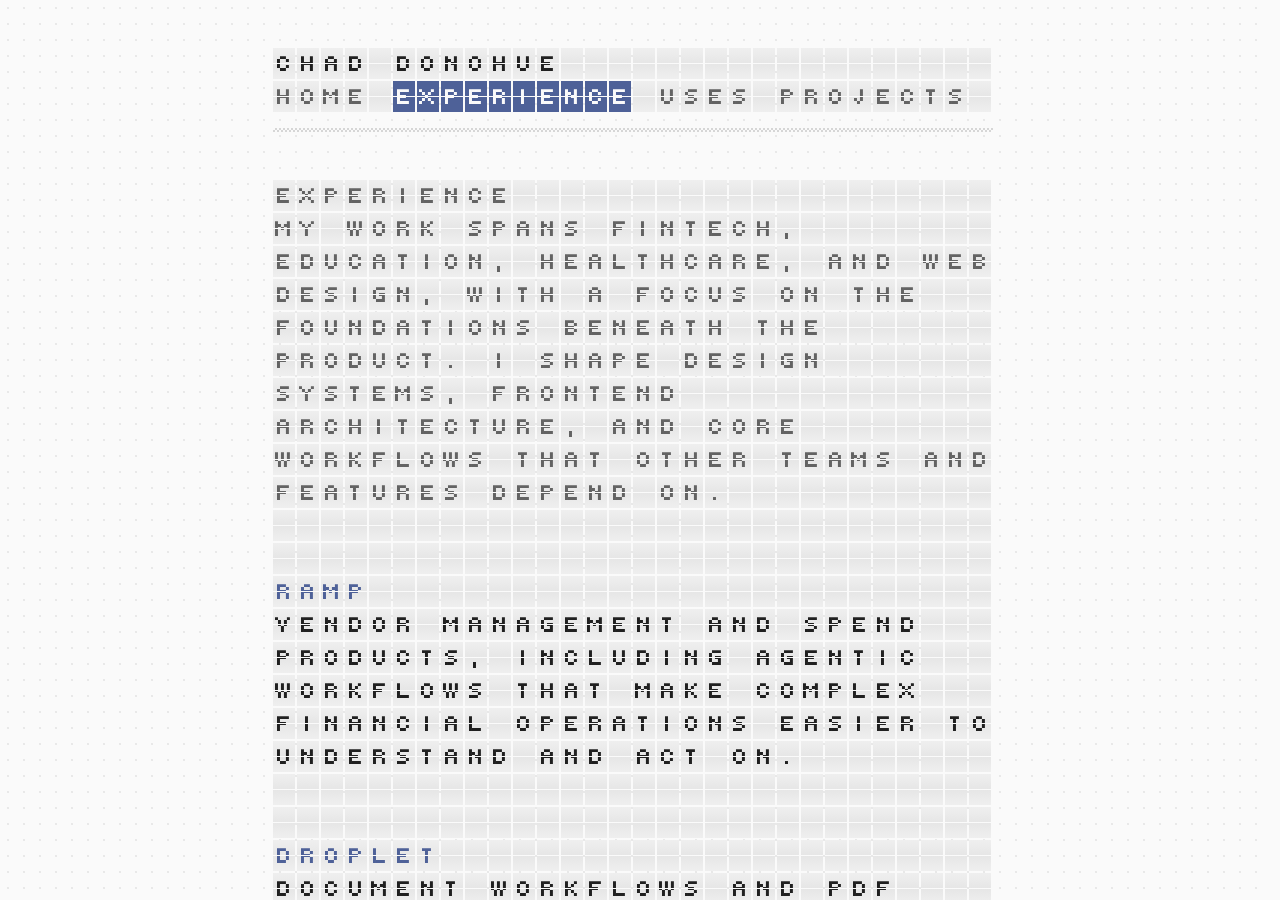 CHAD DONOHUE
HOME EXPERIENCE USES PROJECTS
EXPERIENCE
MY WORK SPANS FINTECH,
EDUCATION, HEALTHCARE, AND WEB
DESIGN, WITH A FOCUS ON THE
FOUNDATIONS BENEATH THE
PRODUCT. I SHAPE DESIGN
SYSTEMS, FRONTEND
ARCHITECTURE, AND CORE
WORKFLOWS THAT OTHER TEAMS AND
FEATURES DEPEND ON.
RAMP
VENDOR MANAGEMENT AND SPEND
PRODUCTS, INCLUDING AGENTIC
WORKFLOWS THAT MAKE COMPLEX
FINANCIAL OPERATIONS EASIER TO
UNDERSTAND AND ACT ON.
DROPLET
DOCUMENT WORKFLOWS AND PDF